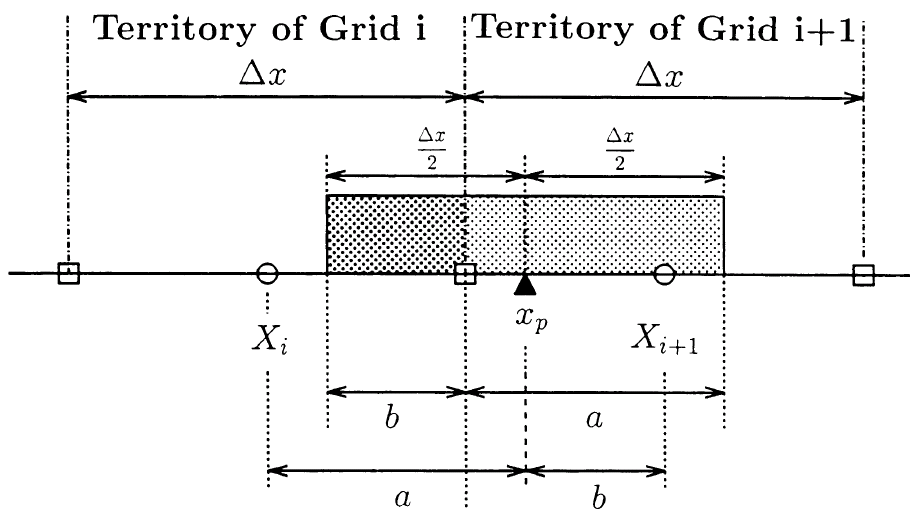 Territory of Grid i Territory of Grid i+1
Δx Δx
Δx/2 Δx/2
x_p
X_i X_{i+1}
b a
a b